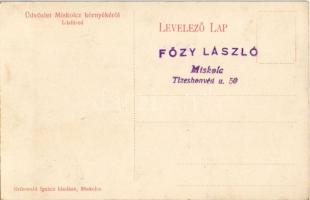 Üdvözlet Miskolcz környékéről
Lillafüred
LEVELEZŐ LAP
FŐZY LÁSZLÓ
Miskolc
Tizeshonvéd u. 50
Grünwald Ignácz kiadása, Miskolcz.